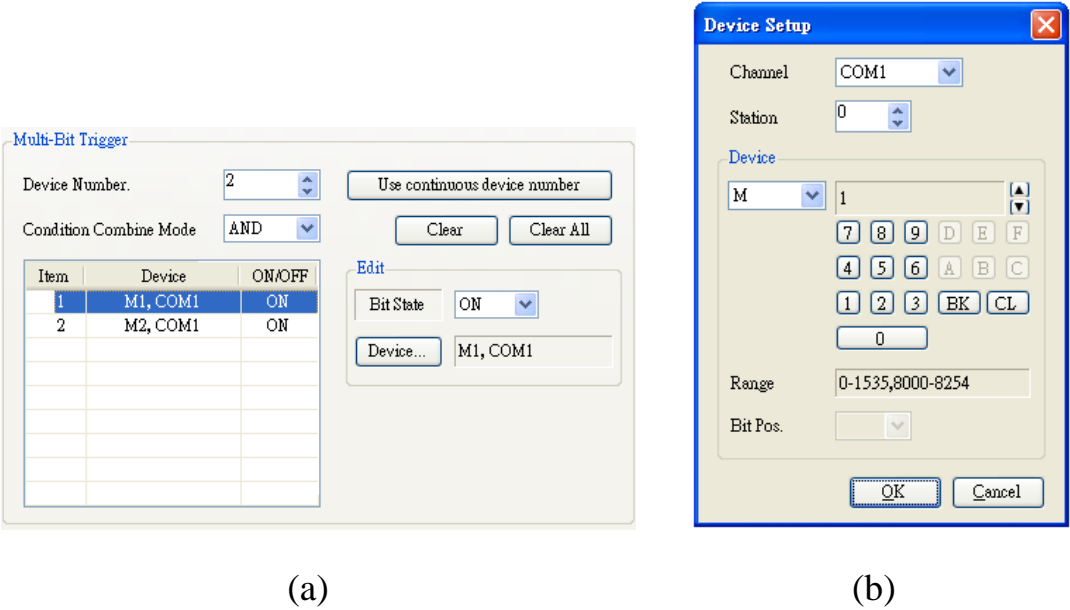 Multi-Bit Trigger
Device Number.
2
Use continuous device number
Condition Combine Mode
AND
Clear
Clear All
Item Device ON/OFF
1 M1, COM1 ON
2 M2, COM1 ON
Edit
Bit State
ON
Device...
M1, COM1
(a)
Device Setup
Channel
COM1
Station
0
Device
M
1
7 8 9 D E F
4 5 6 A B C
1 2 3 BK CL
0
Range
0-1535,8000-8254
Bit Pos.
OK
Cancel
(b)